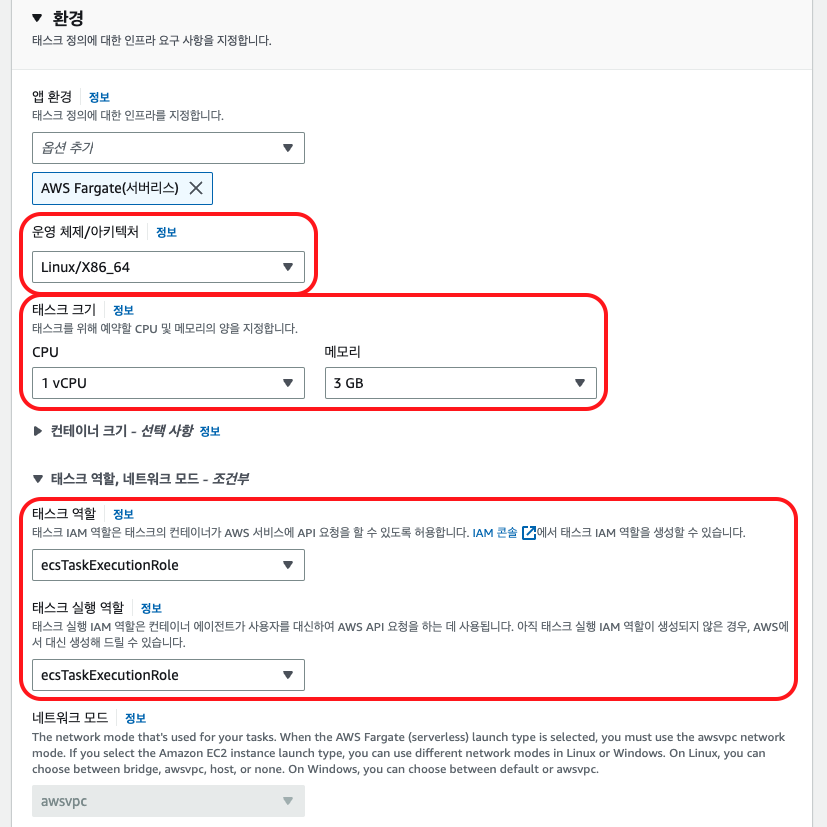 ▼ 환경
태스크 정의에 대한 인프라 요구 사항을 지정합니다.
앱 환경 정보
태스크 정의에 대한 인프라를 지정합니다.
옵션 추가
AWS Fargate(서버리스)
운영 체제/아키텍처 정보
Linux/X86_64
태스크 크기 정보
태스크를 위해 예약할 CPU 및 메모리의 양을 지정합니다.
CPU 메모리
1 vCPU 3 GB
▶ 컨테이너 크기 - 선택 사항 정보
▼ 태스크 역할, 네트워크 모드 - 조건부
태스크 역할 정보
태스크 IAM 역할은 태스크의 컨테이너가 AWS 서비스에 API 요청을 할 수 있도록 허용합니다. IAM 콘솔에서 태스크 IAM 역할을 생성할 수 있습니다.
ecsTaskExecutionRole
태스크 실행 역할 정보
태스크 실행 IAM 역할은 컨테이너 에이전트가 사용자를 대신하여 AWS API 요청을 하는 데 사용됩니다. 아직 태스크 실행 IAM 역할이 생성되지 않은 경우, AWS에
서 대신 생성해 드릴 수 있습니다.
ecsTaskExecutionRole
네트워크 모드 정보
The network mode that's used for your tasks. When the AWS Fargate (serverless) launch type is selected, you must use the awsvpc network
mode. If you select the Amazon EC2 instance launch type, you can use different network modes in Linux or Windows. On Linux, you can
choose between bridge, awsvpc, host, or none. On Windows, you can choose between default or awsvpc.
awsvpc